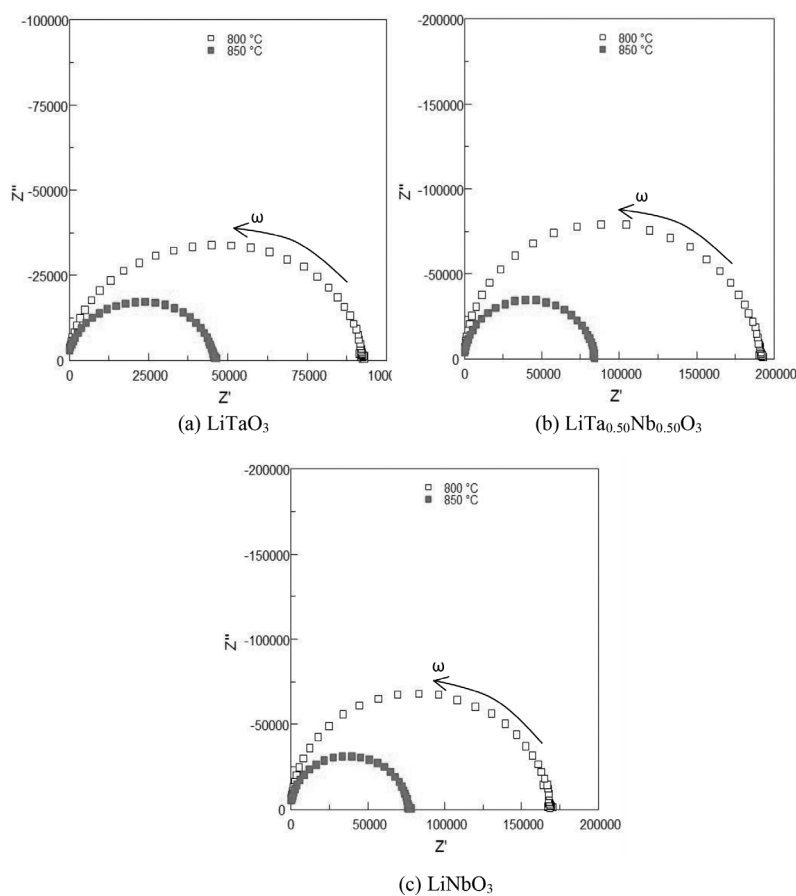 -100000
-75000
-50000
-25000
0
Z''
800 °C
850 °C
ω
0 25000 50000 75000 1000
Z'
(a) LiTaO₃
-200000
-150000
-100000
-50000
0
Z''
800 °C
850 °C
ω
0 50000 100000 150000 200000
Z'
(b) LiTa₀.₅₀Nb₀.₅₀O₃
-200000
-150000
-100000
-50000
0
Z''
800 °C
850 °C
ω
0 50000 100000 150000 200000
Z'
(c) LiNbO₃